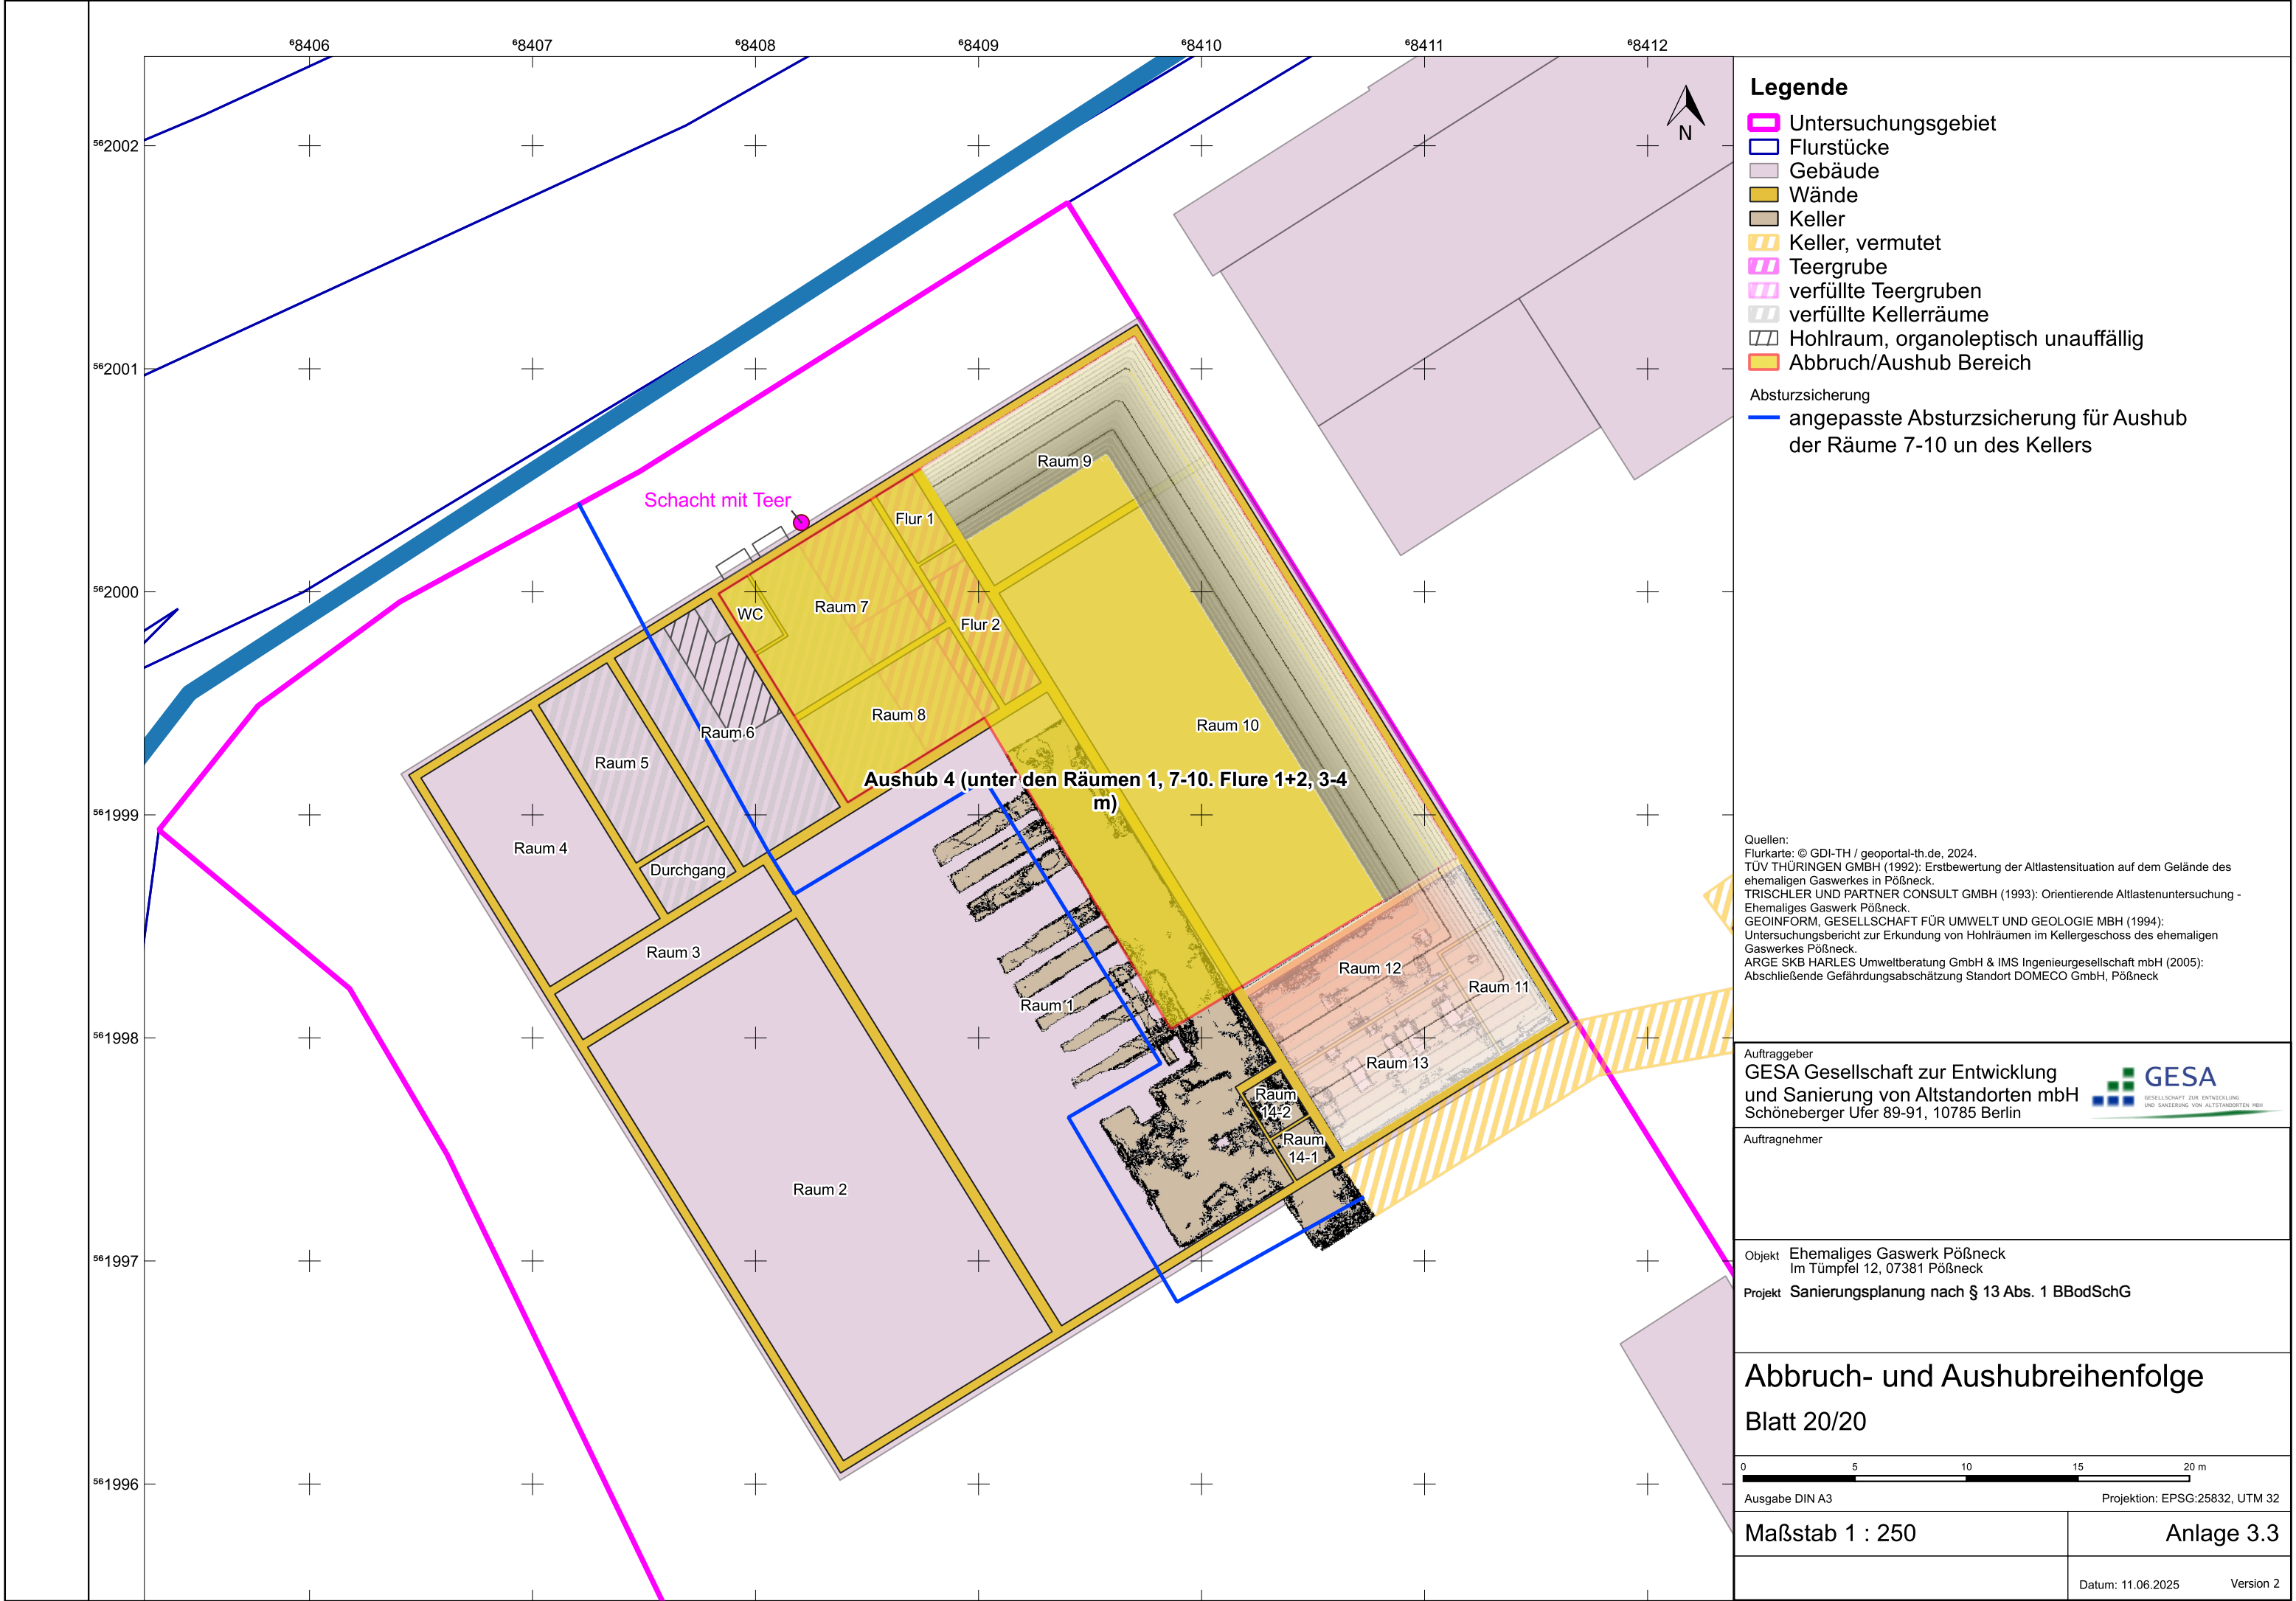 ⁶8406 ⁶8407 ⁶8408 ⁶8409 ⁶8410 ⁶8411 ⁶8412
⁵⁶2002
⁵⁶2001
⁵⁶2000
⁵⁶1999
⁵⁶1998
⁵⁶1997
⁵⁶1996
N
Schacht mit Teer
Raum 9
Flur 1
WC
Raum 7
Flur 2
Raum 8
Raum 10
Raum 6
Raum 5
Aushub 4 (unter den Räumen 1, 7-10. Flure 1+2, 3-4
m)
Raum 4
Durchgang
Raum 3
Raum 12
Raum 11
Raum 1
Raum 13
Raum
14-2
Raum
14-1
Raum 2
Legende
Untersuchungsgebiet
Flurstücke
Gebäude
Wände
Keller
Keller, vermutet
Teergrube
verfüllte Teergruben
verfüllte Kellerräume
Hohlraum, organoleptisch unauffällig
Abbruch/Aushub Bereich
Absturzsicherung
angepasste Absturzsicherung für Aushub
der Räume 7-10 un des Kellers
Quellen:
Flurkarte: © GDI-TH / geoportal-th.de, 2024.
TÜV THÜRINGEN GMBH (1992): Erstbewertung der Altlastensituation auf dem Gelände des
ehemaligen Gaswerkes in Pößneck.
TRISCHLER UND PARTNER CONSULT GMBH (1993): Orientierende Altlastenuntersuchung -
Ehemaliges Gaswerk Pößneck.
GEOINFORM, GESELLSCHAFT FÜR UMWELT UND GEOLOGIE MBH (1994):
Untersuchungsbericht zur Erkundung von Hohlräumen im Kellergeschoss des ehemaligen
Gaswerkes Pößneck.
ARGE SKB HARLES Umweltberatung GmbH & IMS Ingenieurgesellschaft mbH (2005):
Abschließende Gefährdungsabschätzung Standort DOMECO GmbH, Pößneck
Auftraggeber
GESA Gesellschaft zur Entwicklung
und Sanierung von Altstandorten mbH
Schöneberger Ufer 89-91, 10785 Berlin
GESA
GESELLSCHAFT ZUR ENTWICKLUNG
UND SANIERUNG VON ALTSTANDORTEN MBH
Auftragnehmer
Objekt Ehemaliges Gaswerk Pößneck
Im Tümpfel 12, 07381 Pößneck
Projekt Sanierungsplanung nach § 13 Abs. 1 BBodSchG
Abbruch- und Aushubreihenfolge
Blatt 20/20
0 5 10 15 20 m
Ausgabe DIN A3 Projektion: EPSG:25832, UTM 32
Maßstab 1 : 250 Anlage 3.3
Datum: 11.06.2025 Version 2